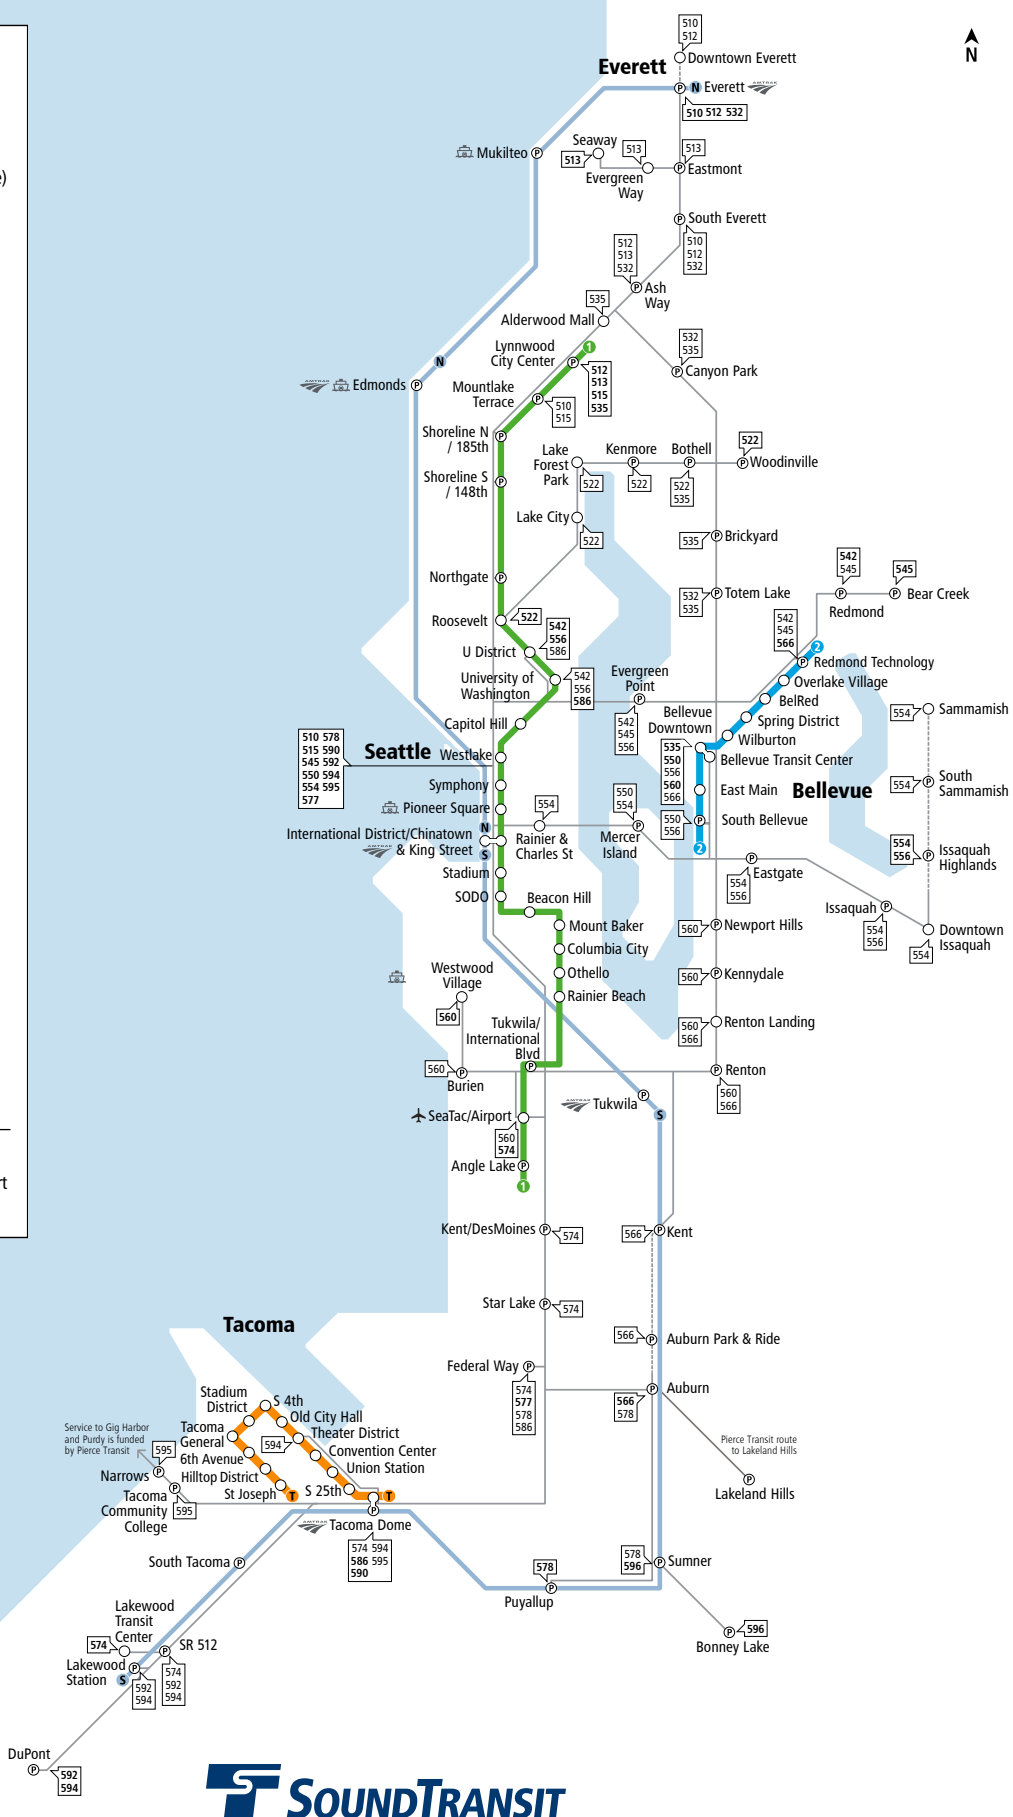 510
512
Downtown Everett
Everett
N
Everett
AMTRAK
N
510 512 532
e)
Mukilteo
P
Seaway
513
513
513
Evergreen
Way
Eastmont
South Everett
510
512
532
512
513
532
Ash
Way
535
Alderwood Mall
Lynnwood
City Center
1
512
513
515
535
532
535
Canyon Park
N
AMTRAK
Edmonds
Mountlake
Terrace
510
515
Shoreline N
/ 185th
Shoreline S
/ 148th
Lake
Forest
Park
522
Kenmore
522
Bothell
522
535
522
Woodinville
Lake City
522
535
Brickyard
Northgate
532
535
Totem Lake
542
545
Redmond
545
Bear Creek
Roosevelt
522
U District
542
556
586
542
545
566
2
Redmond Technology
Overlake Village
BelRed
Spring District
Wilburton
University of
Washington
542
556
586
Evergreen
Point
542
545
556
Bellevue
Downtown
535
550
556
560
566
Bellevue Transit Center
554
Sammamish
Capitol Hill
510 578
515 590
545 592
550 594
554 595
577
Seattle
Westlake
Symphony
Pioneer Square
East Main
Bellevue
554
South
Sammamish
550
556
South Bellevue
2
N
International District/Chinatown
AMTRAK
& King Street
S
554
Rainier &
Charles St
550
554
Mercer
Island
554
556
Issaquah
Highlands
Eastgate
554
556
Stadium
SODO
Beacon Hill
Issaquah
554
556
Downtown
Issaquah
554
Mount Baker
Columbia City
Othello
Rainier Beach
560
Newport Hills
560
Kennydale
Westwood
Village
560
Tukwila/
International
Blvd
560
566
Renton Landing
560
Burien
Renton
560
566
AMTRAK
Tukwila
S
SeaTac/Airport
560
574
Angle Lake
1
rt
Kent/DesMoines
574
566
Kent
Star Lake
574
566
Auburn Park & Ride
Tacoma
Federal Way
574
577
578
586
Auburn
566
578
Pierce Transit route
to Lakeland Hills
Lakeland Hills
Stadium
District
S 4th
Old City Hall
Theater District
Convention Center
Union Station
S 25th
594
Tacoma
General
6th Avenue
Hilltop District
St Joseph
T
T
Service to Gig Harbor
and Purdy is funded
by Pierce Transit
595
Narrows
Tacoma
Community
College
595
AMTRAK
Tacoma Dome
574 594
586 595
590
South Tacoma
578
Puyallup
578
596
Sumner
596
Bonney Lake
Lakewood
Transit
Center
574
SR 512
574
592
594
Lakewood
Station
S
592
594
DuPont
592
594
SOUNDTRANSIT